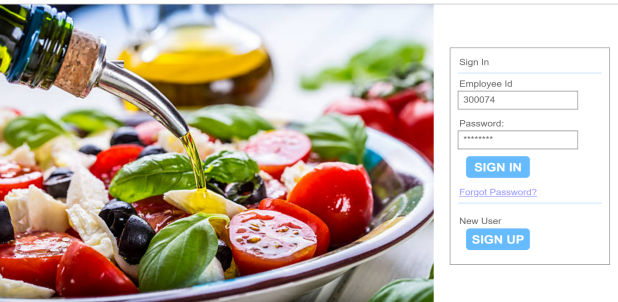 Sign In
Employee Id
300074
Password:
********
SIGN IN
Forgot Password?
New User
SIGN UP